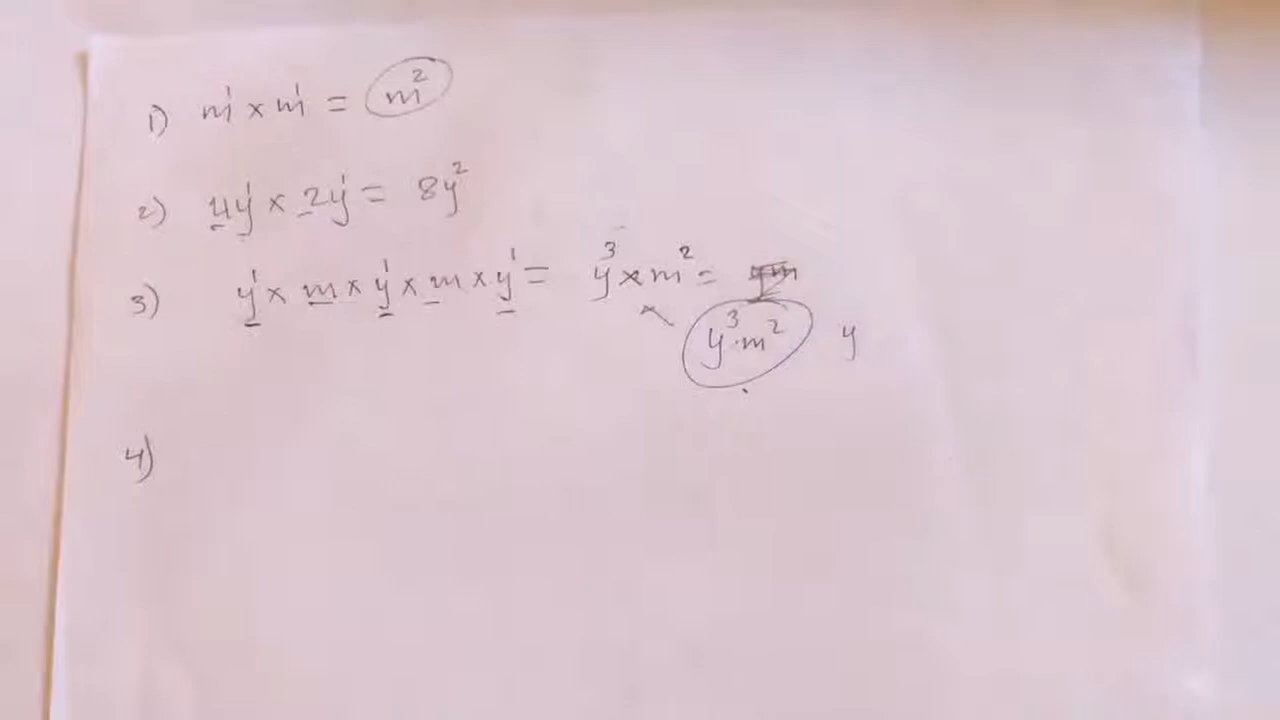 1) m¹ × m¹ = m²
2) 4y¹ × 2y¹ = 8y²
3) y¹ × m × y¹ × m × y¹ = y³ × m² =
y³·m² y
4)